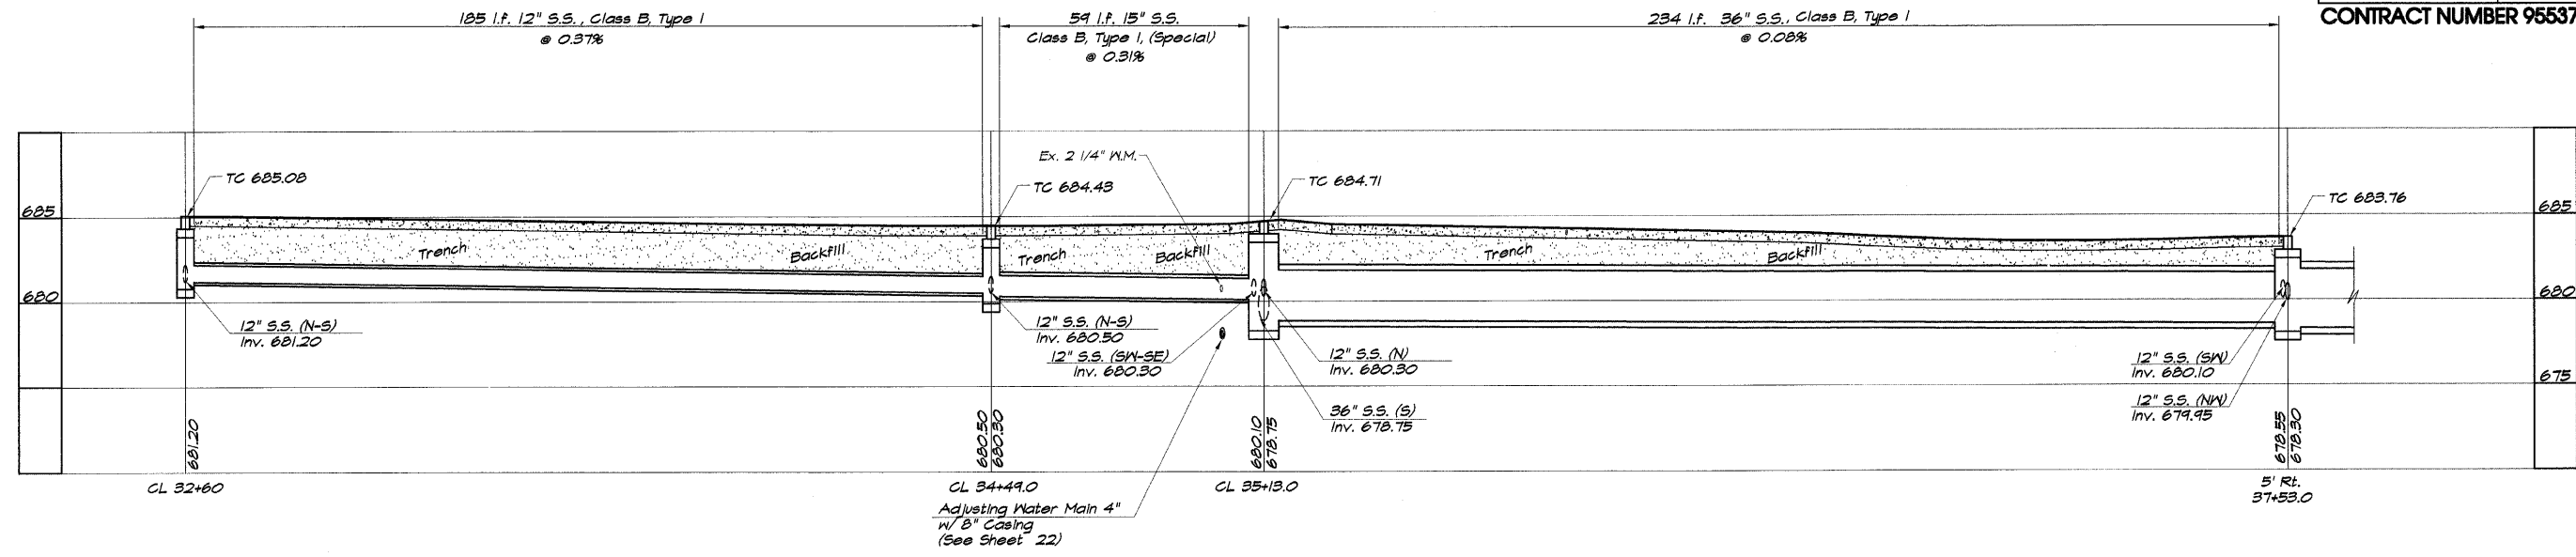 CONTRACT NUMBER 95537
185 l.f. 12" S.S., Class B, Type 1
@ 0.37%
59 l.f. 15" S.S.
Class B, Type 1, (Special)
@ 0.31%
234 l.f. 36" S.S., Class B, Type 1
@ 0.08%
Ex. 2 1/4" W.M.
TC 685.08
TC 684.43
TC 684.71
TC 683.76
685
685
Trench
Backfill
Trench
Backfill
Trench
Backfill
680
680
12" S.S. (N-S)
Inv. 681.20
12" S.S. (N-S)
Inv. 680.50
12" S.S. (SW-SE)
Inv. 680.30
12" S.S. (N)
Inv. 680.30
12" S.S. (SW)
Inv. 680.10
675
36" S.S. (S)
Inv. 678.75
12" S.S. (NW)
Inv. 679.95
681.20
680.50
680.30
680.10
678.75
678.55
678.30
CL 32+60
CL 34+49.0
CL 35+13.0
5' Rt.
37+53.0
Adjusting Water Main 4"
w/ 8" Casing
(See Sheet 22)